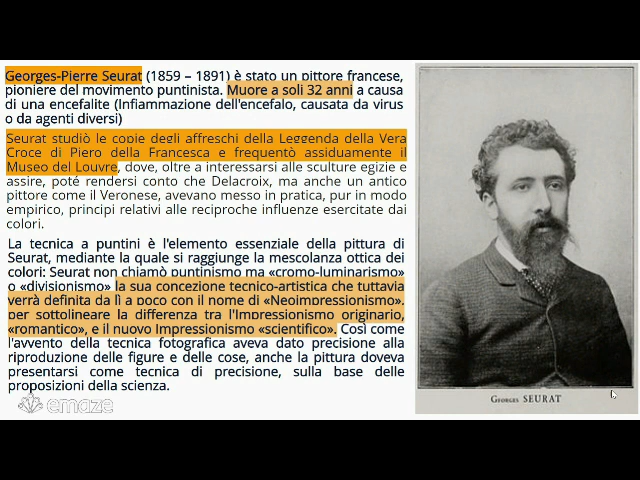 Georges-Pierre Seurat (1859 – 1891) è stato un pittore francese,
pioniere del movimento puntinista. Muore a soli 32 anni a causa
di una encefalite (Infiammazione dell'encefalo, causata da virus
o da agenti diversi)
Seurat studiò le copie degli affreschi della Leggenda della Vera
Croce di Piero della Francesca e frequentò assiduamente il
Museo del Louvre, dove, oltre a interessarsi alle sculture egizie e
assire, poté rendersi conto che Delacroix, ma anche un antico
pittore come il Veronese, avevano messo in pratica, pur in modo
empirico, principi relativi alle reciproche influenze esercitate dai
colori.
La tecnica a puntini è l'elemento essenziale della pittura di
Seurat, mediante la quale si raggiunge la mescolanza ottica dei
colori: Seurat non chiamò puntinismo ma «cromo-luminarismo»
o «divisionismo» la sua concezione tecnico-artistica che tuttavia
verrà definita da lì a poco con il nome di «Neoimpressionismo»,
per sottolineare la differenza tra l'Impressionismo originario,
«romantico», e il nuovo Impressionismo «scientifico». Così come
l'avvento della tecnica fotografica aveva dato precisione alla
riproduzione delle figure e delle cose, anche la pittura doveva
presentarsi come tecnica di precisione, sulla base delle
proposizioni della scienza.
emaze
Georges SEURAT